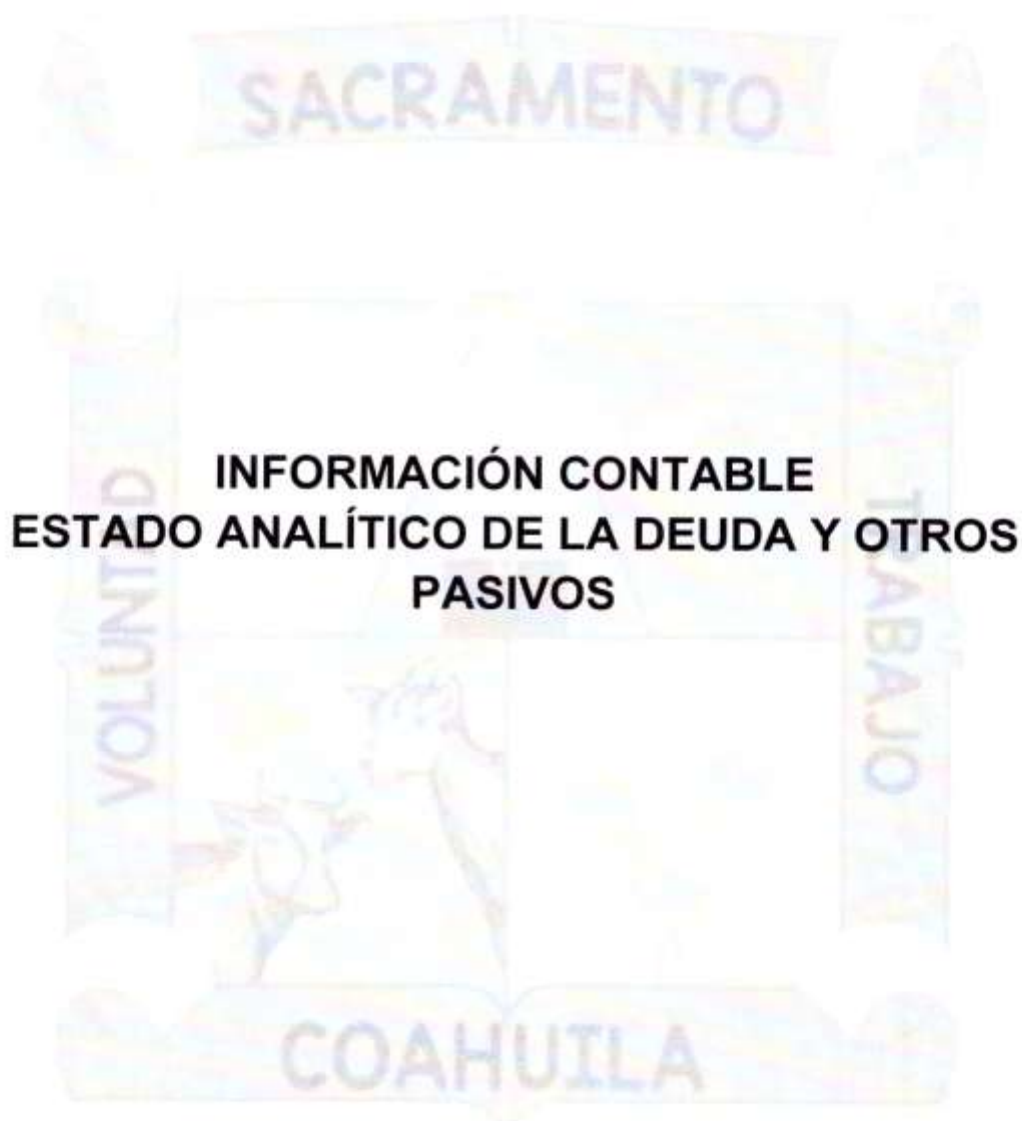 SACRAMENTO
INFORMACIÓN CONTABLE
ESTADO ANALÍTICO DE LA DEUDA Y OTROS
PASIVOS
VOLUNTAD
TRABAJO
COAHUILA